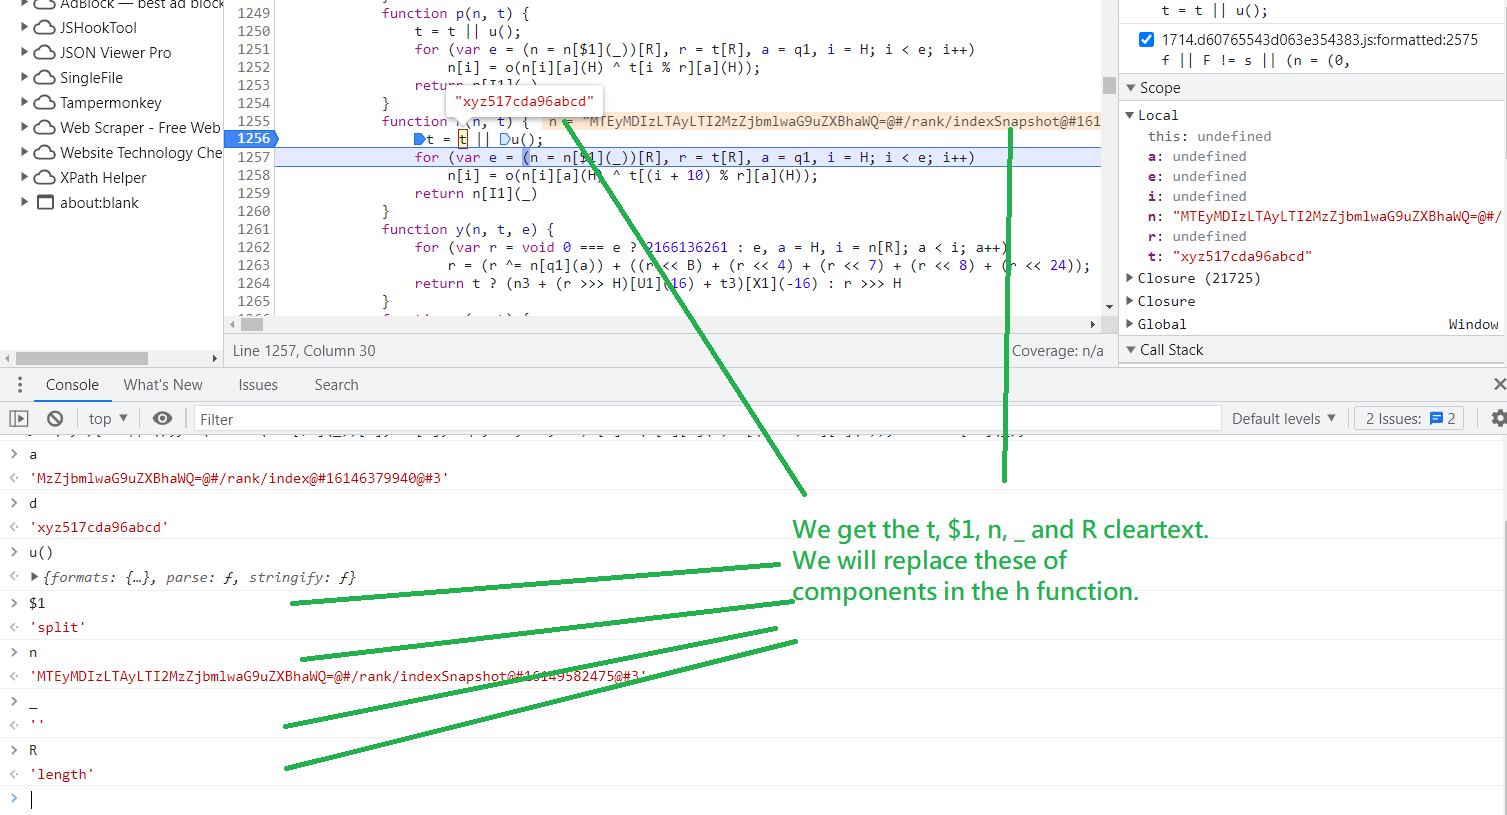 AdBlock — best ad block
JSHookTool
JSON Viewer Pro
SingleFile
Tampermonkey
Web Scraper - Free Web
Website Technology Che
XPath Helper
about:blank
1249 function p(n, t) {
1250 t = t || u();
1251 for (var e = (n = n[$1](_))[R], r = t[R], a = q1, i = H; i < e; i++)
1252 n[i] = o(n[i][a](H) ^ t[i % r][a](H));
1253 return n[I1](_)
"xyz517cda96abcd"
1254 }
1255 function (n, t) { n = "MTEyMDIzLTAyLTI2MzZjbmlwaG9uZXBhaWQ=@#/rank/indexSnapshot@#161
1256 t = t || u();
1257 for (var e = (n = n[$1](_))[R], r = t[R], a = q1, i = H; i < e; i++)
1258 n[i] = o(n[i][a](H) ^ t[(i + 10) % r][a](H));
1259 return n[I1](_)
1260 }
1261 function y(n, t, e) {
1262 for (var r = void 0 === e ? 2166136261 : e, a = H, i = n[R]; a < i; a++)
1263 r = (r ^= n[q1](a)) + ((r << B) + (r << 4) + (r << 7) + (r << 8) + (r << 24));
1264 return t ? (n3 + (r >>> H)[U1](16) + t3)[X1](-16) : r >>> H
1265 }
Line 1257, Column 30
Coverage: n/a
t = t || u();
1714.d60765543d063e354383.js:formatted:2575
f || F != s || (n = (0,
Scope
Local
this: undefined
a: undefined
e: undefined
i: undefined
n: "MTEyMDIzLTAyLTI2MzZjbmlwaG9uZXBhaWQ=@#/
r: undefined
t: "xyz517cda96abcd"
Closure (21725)
Closure
Global Window
Call Stack
Console What's New Issues Search
top Filter Default levels 2 Issues: 2
a
'MzZjbmlwaG9uZXBhaWQ=@#/rank/index@#16146379940@#3'
d
'xyz517cda96abcd'
u()
{formats: {…}, parse: ƒ, stringify: ƒ}
$1
'split'
n
'MTEyMDIzLTAyLTI2MzZjbmlwaG9uZXBhaWQ=@#/rank/indexSnapshot@#16149582475@#3'
_
''
R
'length'
We get the t, $1, n, _ and R cleartext.
We will replace these of
components in the h function.